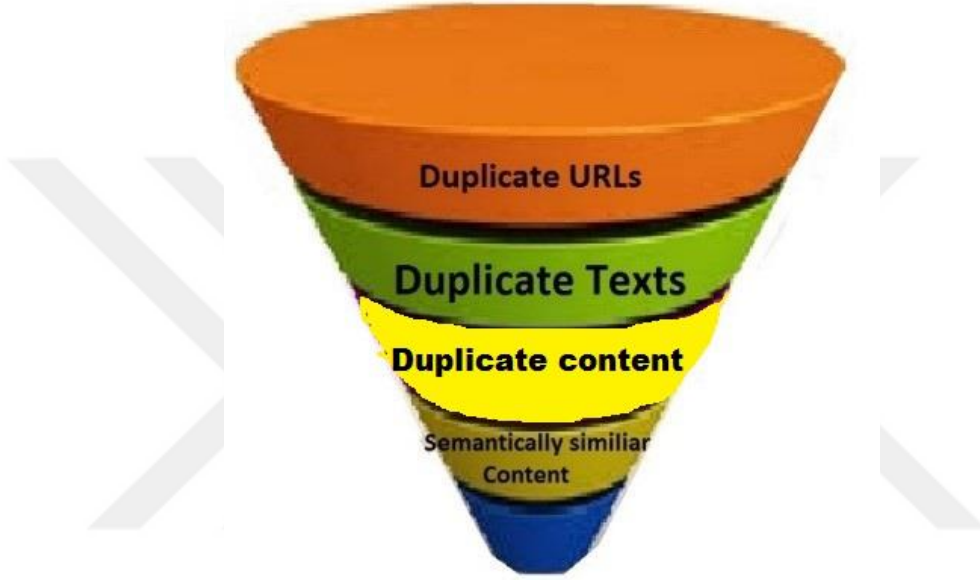 Duplicate URLs
Duplicate Texts
Duplicate content
Semantically similiar
Content